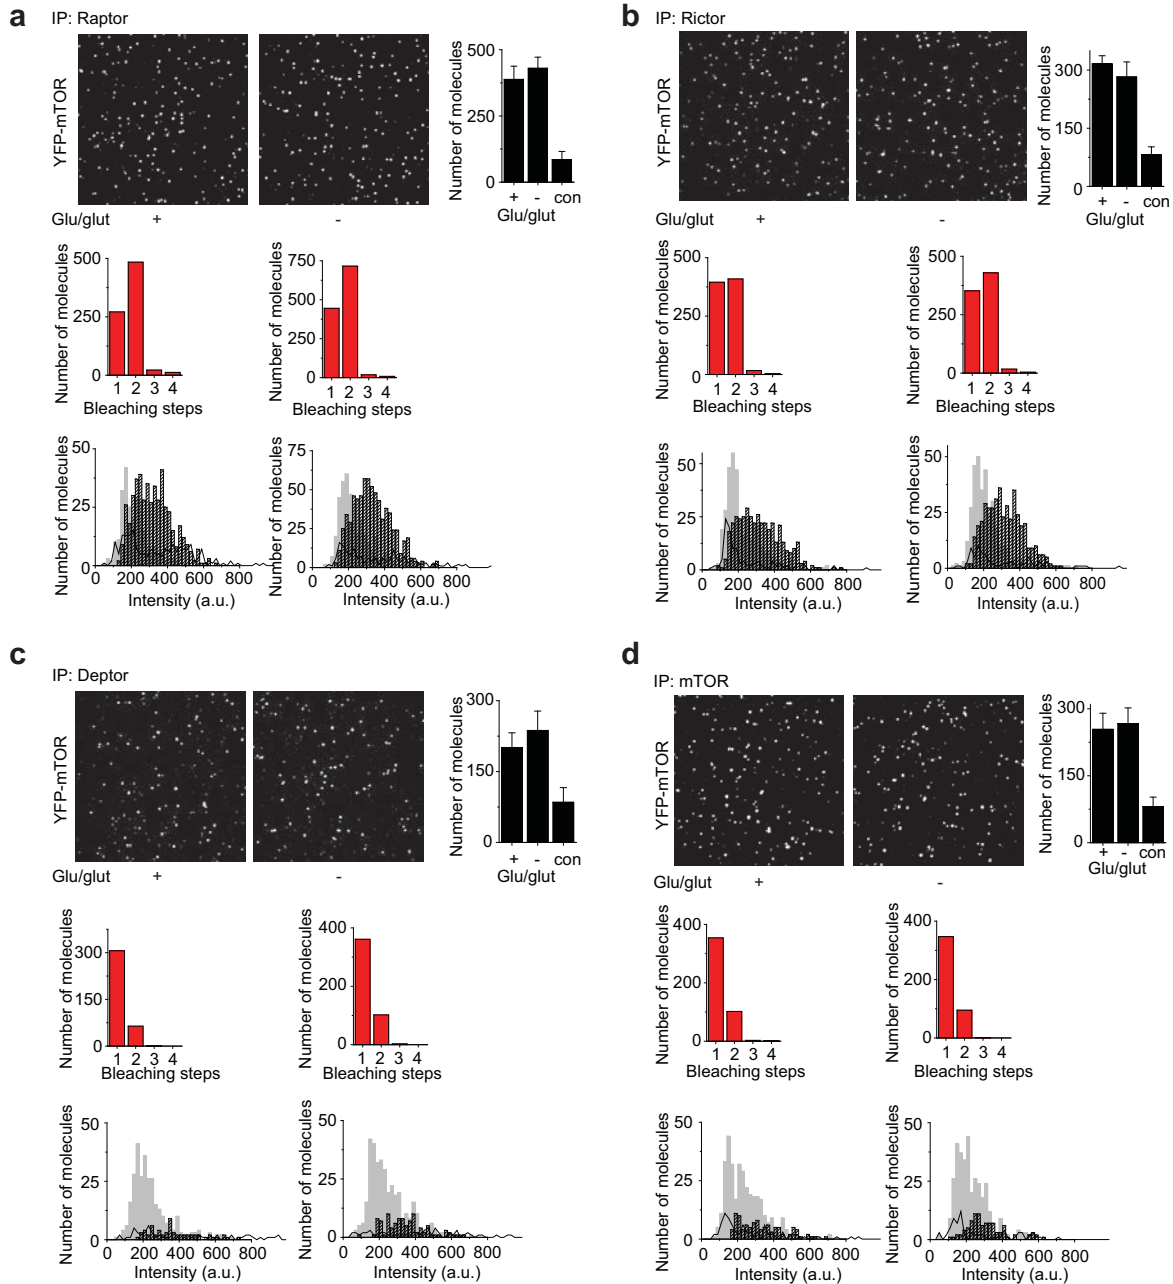 a
IP: Raptor
YFP-mTOR
Glu/glut + -
Number of molecules
500
250
0
+ - con
Glu/glut
Number of molecules
500
250
0
1 2 3 4
Bleaching steps
Number of molecules
750
500
250
0
1 2 3 4
Bleaching steps
Number of molecules
50
25
0
0 200 400 600 800
Intensity (a.u.)
Number of molecules
75
50
25
0
0 200 400 600 800
Intensity (a.u.)
b
IP: Rictor
YFP-mTOR
Glu/glut + -
Number of molecules
300
150
0
+ - con
Glu/glut
Number of molecules
500
250
0
1 2 3 4
Bleaching steps
Number of molecules
500
250
0
1 2 3 4
Bleaching steps
Number of molecules
50
25
0
0 200 400 600 800
Intensity (a.u.)
Number of molecules
50
25
0
0 200 400 600 800
Intensity (a.u.)
c
IP: Deptor
YFP-mTOR
Glu/glut + -
Number of molecules
300
150
0
+ - con
Glu/glut
Number of molecules
300
150
0
1 2 3 4
Bleaching steps
Number of molecules
400
200
0
1 2 3 4
Bleaching steps
Number of molecules
50
25
0
0 200 400 600 800
Intensity (a.u.)
Number of molecules
50
25
0
0 200 400 600 800
Intensity (a.u.)
d
IP: mTOR
YFP-mTOR
Glu/glut + -
Number of molecules
300
150
0
+ - con
Glu/glut
Number of molecules
400
200
0
1 2 3 4
Bleaching steps
Number of molecules
400
200
0
1 2 3 4
Bleaching steps
Number of molecules
50
25
0
0 200 400 600 800
Intensity (a.u.)
Number of molecules
50
25
0
0 200 400 600 800
Intensity (a.u.)